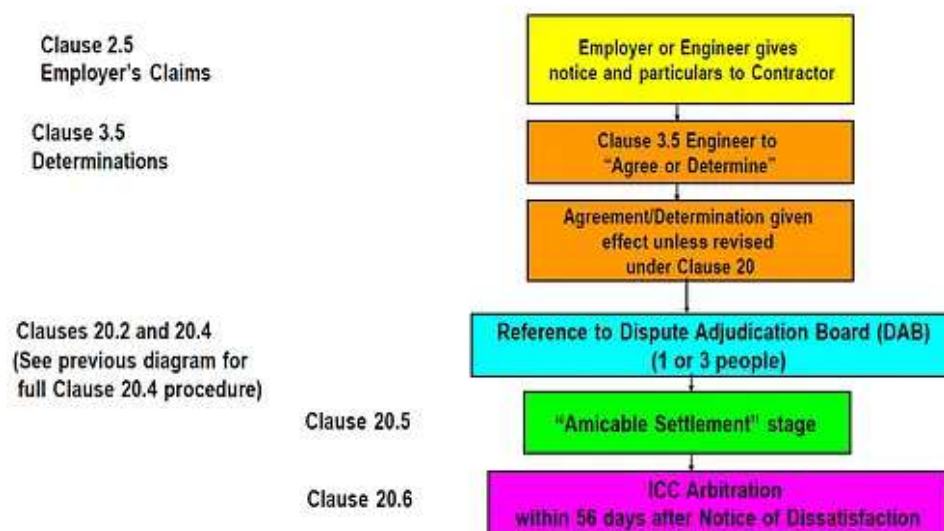 Clause 2.5
Employer's Claims
Employer or Engineer gives
notice and particulars to Contractor
Clause 3.5
Determinations
Clause 3.5 Engineer to
"Agree or Determine"
Agreement/Determination given
effect unless revised
under Clause 20
Clauses 20.2 and 20.4
(See previous diagram for
full Clause 20.4 procedure)
Reference to Dispute Adjudication Board (DAB)
(1 or 3 people)
Clause 20.5
"Amicable Settlement" stage
Clause 20.6
ICC Arbitration
within 56 days after Notice of Dissatisfaction